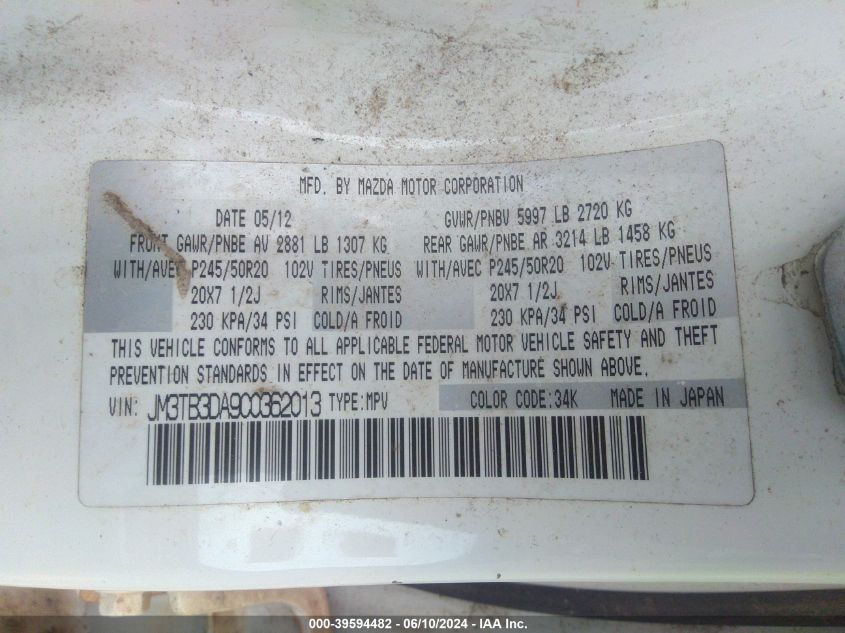 MFD. BY MAZDA MOTOR CORPORATION
DATE 05/12 GVWR/PNBV 5997 LB 2720 KG
FRONT GAWR/PNBE AV 2881 LB 1307 KG REAR GAWR/PNBE AR 3214 LB 1458 KG
WITH/AVEC P245/50R20 102V TIRES/PNEUS WITH/AVEC P245/50R20 102V TIRES/PNEUS
20X7 1/2J RIMS/JANTES 20X7 1/2J RIMS/JANTES
230 KPA/34 PSI COLD/A FROID 230 KPA/34 PSI COLD/A FROID
THIS VEHICLE CONFORMS TO ALL APPLICABLE FEDERAL MOTOR VEHICLE SAFETY AND THEFT
PREVENTION STANDARDS IN EFFECT ON THE DATE OF MANUFACTURE SHOWN ABOVE.
VIN: JM3TB3DA9C0362013 TYPE:MPV COLOR CODE:34K MADE IN JAPAN
000-39594482 - 06/10/2024 - IAA Inc.